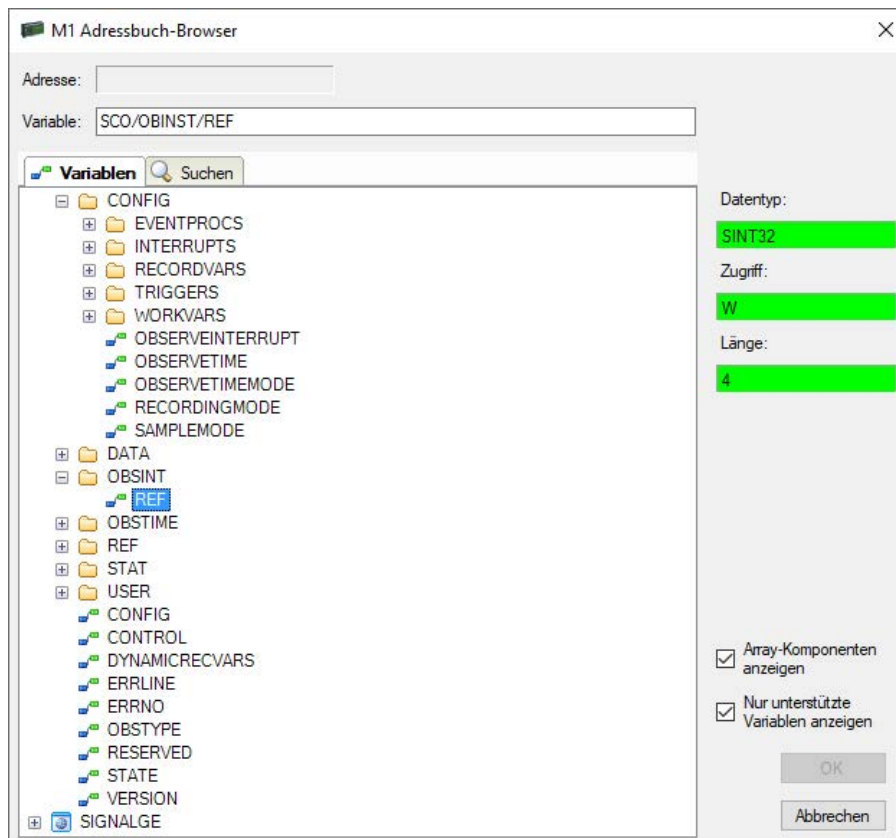 M1 Adressbuch-Browser
Adresse:
Variable: SCO/OBINST/REF
Variablen Suchen
CONFIG
EVENTPROCS
INTERRUPTS
RECORDVARS
TRIGGERS
WORKVARS
OBSERVEINTERRUPT
OBSERVETIME
OBSERVETIMEMODE
RECORDINGMODE
SAMPLEMODE
DATA
OBSINT
REF
OBSTIME
REF
STAT
USER
CONFIG
CONTROL
DYNAMICRECVARS
ERRLINE
ERRNO
OBSTYPE
RESERVED
STATE
VERSION
SIGNALGE
Datentyp:
SINT32
Zugriff:
W
Länge:
4
Array-Komponenten
anzeigen
Nur unterstützte
Variablen anzeigen
OK
Abbrechen